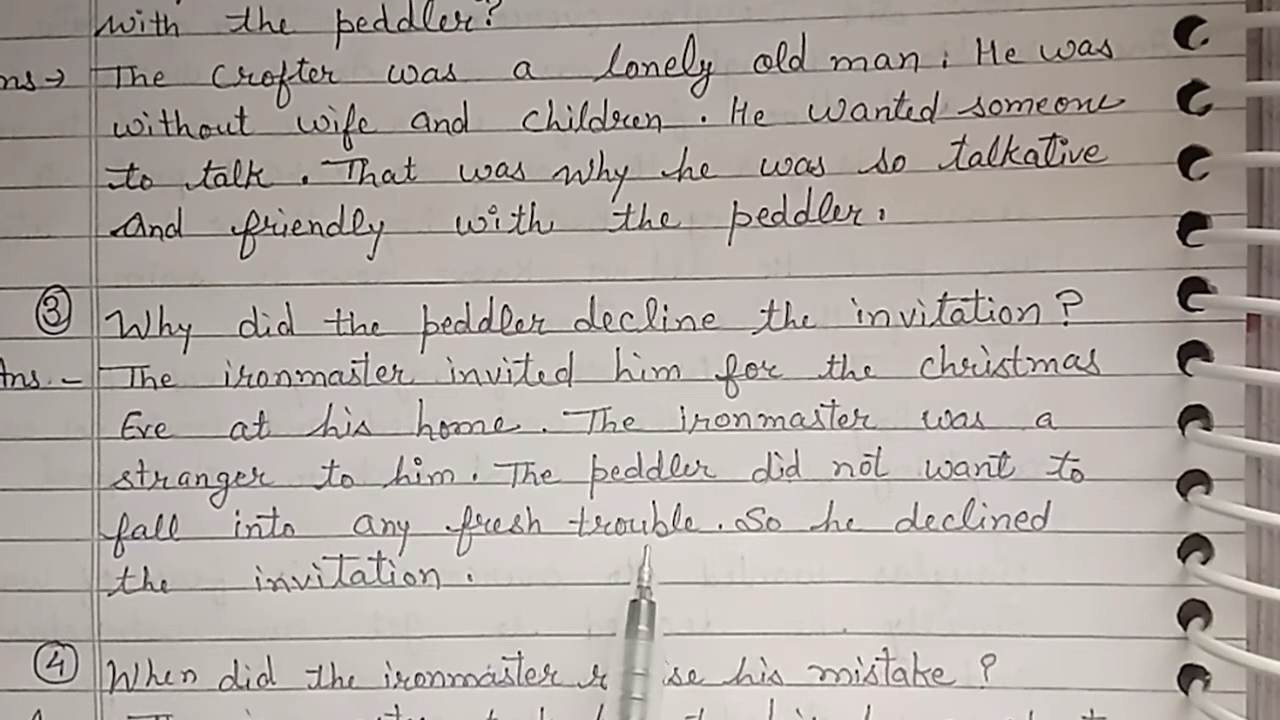 with the peddler?
ns → The Crofter was a lonely old man. He was
without wife and children. He wanted someone
to talk. That was why he was so talkative
And friendly with the peddler.
③ Why did the peddler decline the invitation?
Ans. - The ironmaster invited him for the christmas
Eve at his home. The ironmaster was a
stranger to him. The peddler did not want to
fall into any fresh trouble. So he declined
the invitation.
④ When did the ironmaster his mistake ?